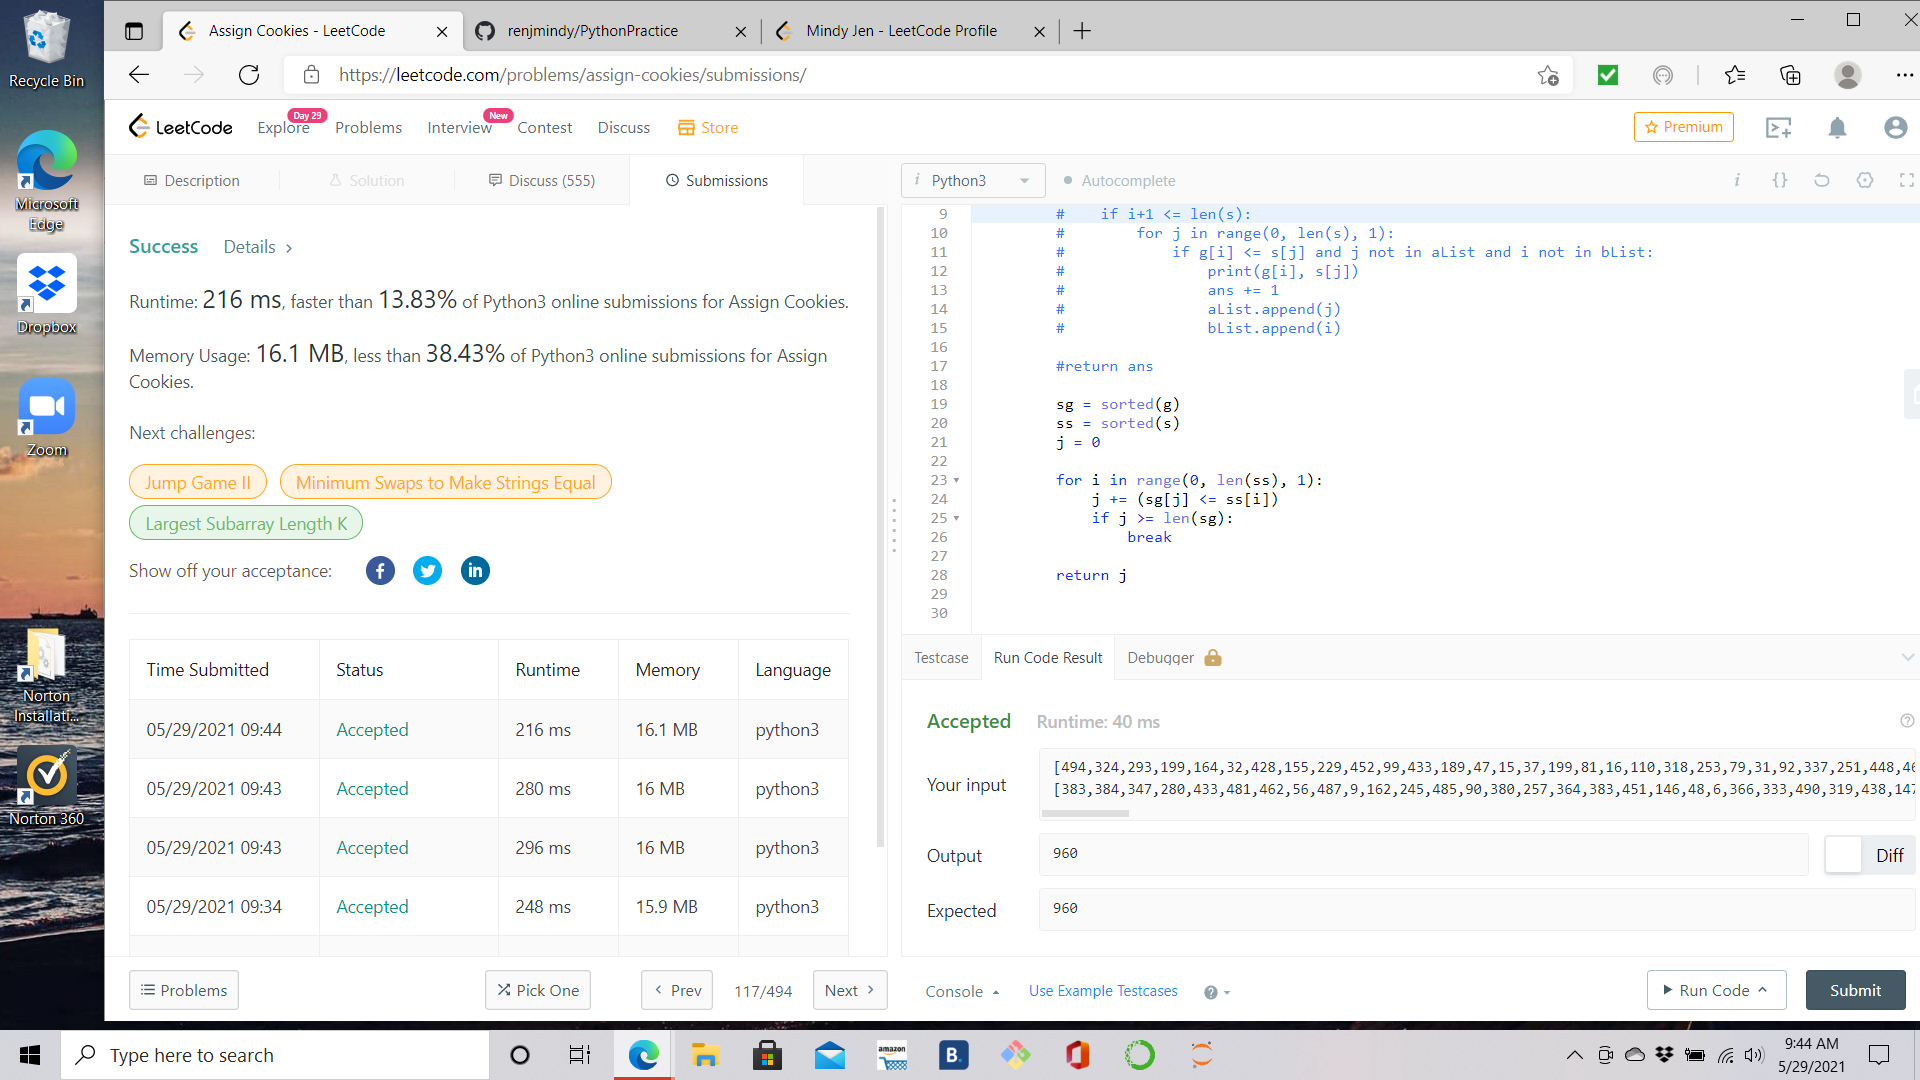 Recycle Bin
Microsoft Edge
Dropbox
Zoom
Norton Installati...
Norton 360
Assign Cookies - LeetCode
renjmindy/PythonPractice
Mindy Jen - LeetCode Profile
https://leetcode.com/problems/assign-cookies/submissions/
LeetCode
Explore
Day 29
Problems
Interview
New
Contest
Discuss
Store
Premium
Description
Solution
Discuss (555)
Submissions
Success
Details >
Runtime: 216 ms, faster than 13.83% of Python3 online submissions for Assign Cookies.
Memory Usage: 16.1 MB, less than 38.43% of Python3 online submissions for Assign
Cookies.
Next challenges:
Jump Game II
Minimum Swaps to Make Strings Equal
Largest Subarray Length K
Show off your acceptance:
Time Submitted Status Runtime Memory Language
05/29/2021 09:44 Accepted 216 ms 16.1 MB python3
05/29/2021 09:43 Accepted 280 ms 16 MB python3
05/29/2021 09:43 Accepted 296 ms 16 MB python3
05/29/2021 09:34 Accepted 248 ms 15.9 MB python3
Problems
Pick One
< Prev
117/494
Next >
i Python3
Autocomplete
i {}
9 #    if i+1 <= len(s):
10 #        for j in range(0, len(s), 1):
11 #            if g[i] <= s[j] and j not in aList and i not in bList:
12 #                print(g[i], s[j])
13 #                ans += 1
14 #                aList.append(j)
15 #                bList.append(i)
16
17 #return ans
18
19 sg = sorted(g)
20 ss = sorted(s)
21 j = 0
22
23 for i in range(0, len(ss), 1):
24     j += (sg[j] <= ss[i])
25     if j >= len(sg):
26         break
27
28 return j
29
30
Testcase
Run Code Result
Debugger
Accepted
Runtime: 40 ms
Your input
[494,324,293,199,164,32,428,155,229,452,99,433,189,47,15,37,199,81,16,110,318,253,79,31,92,337,251,448,46
[383,384,347,280,433,481,462,56,487,9,162,245,485,90,380,257,364,383,451,146,48,6,366,333,490,319,438,147
Output
960
Diff
Expected
960
Console
Use Example Testcases
Run Code
Submit
Type here to search
amazon
B.
9:44 AM
5/29/2021